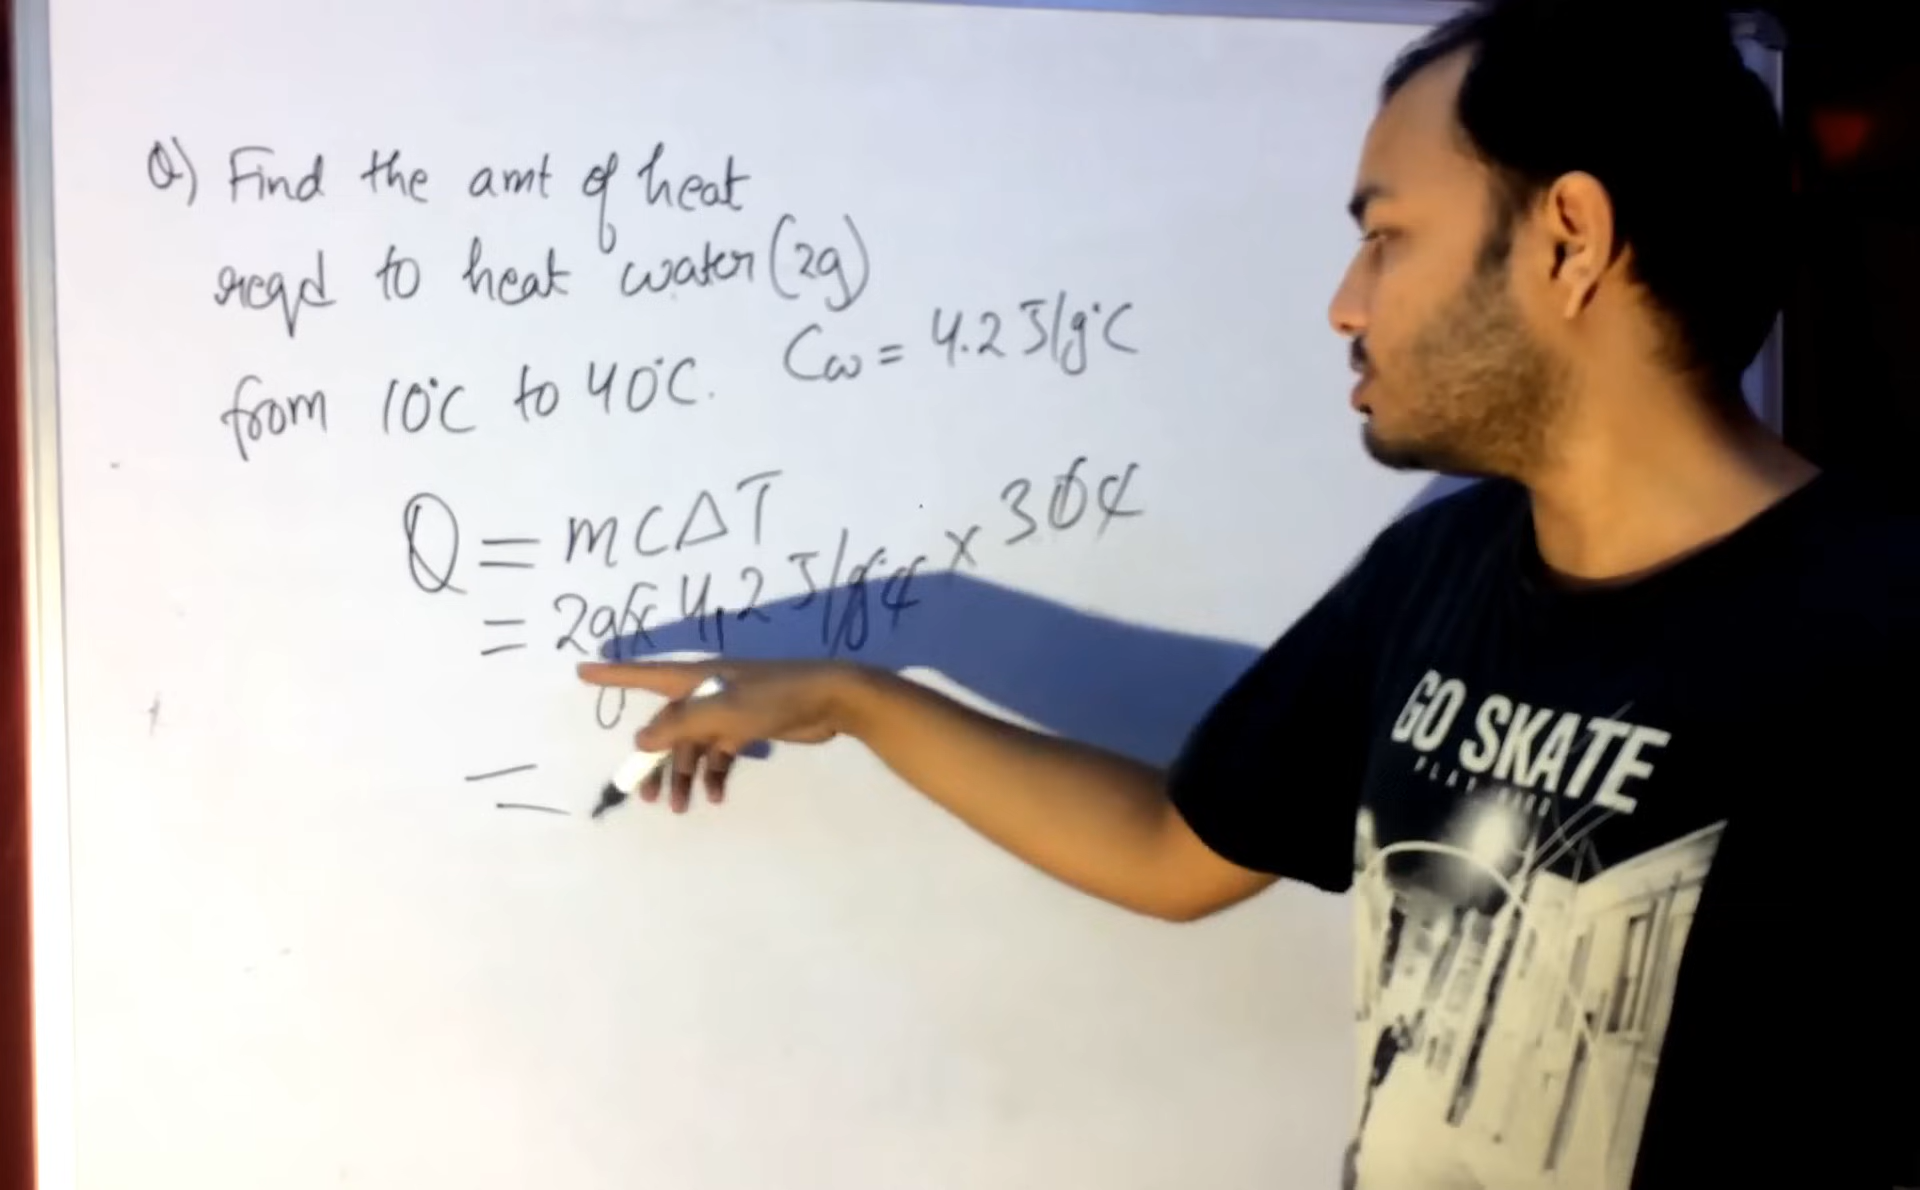 Q) Find the amt of heat
reqd to heat water (2g)
from 10°C to 40°C. Cω = 4.2 J/g°C
Q = mCΔT
= 2g x 4.2 J/g°C x 30°C
=
GO SKATE